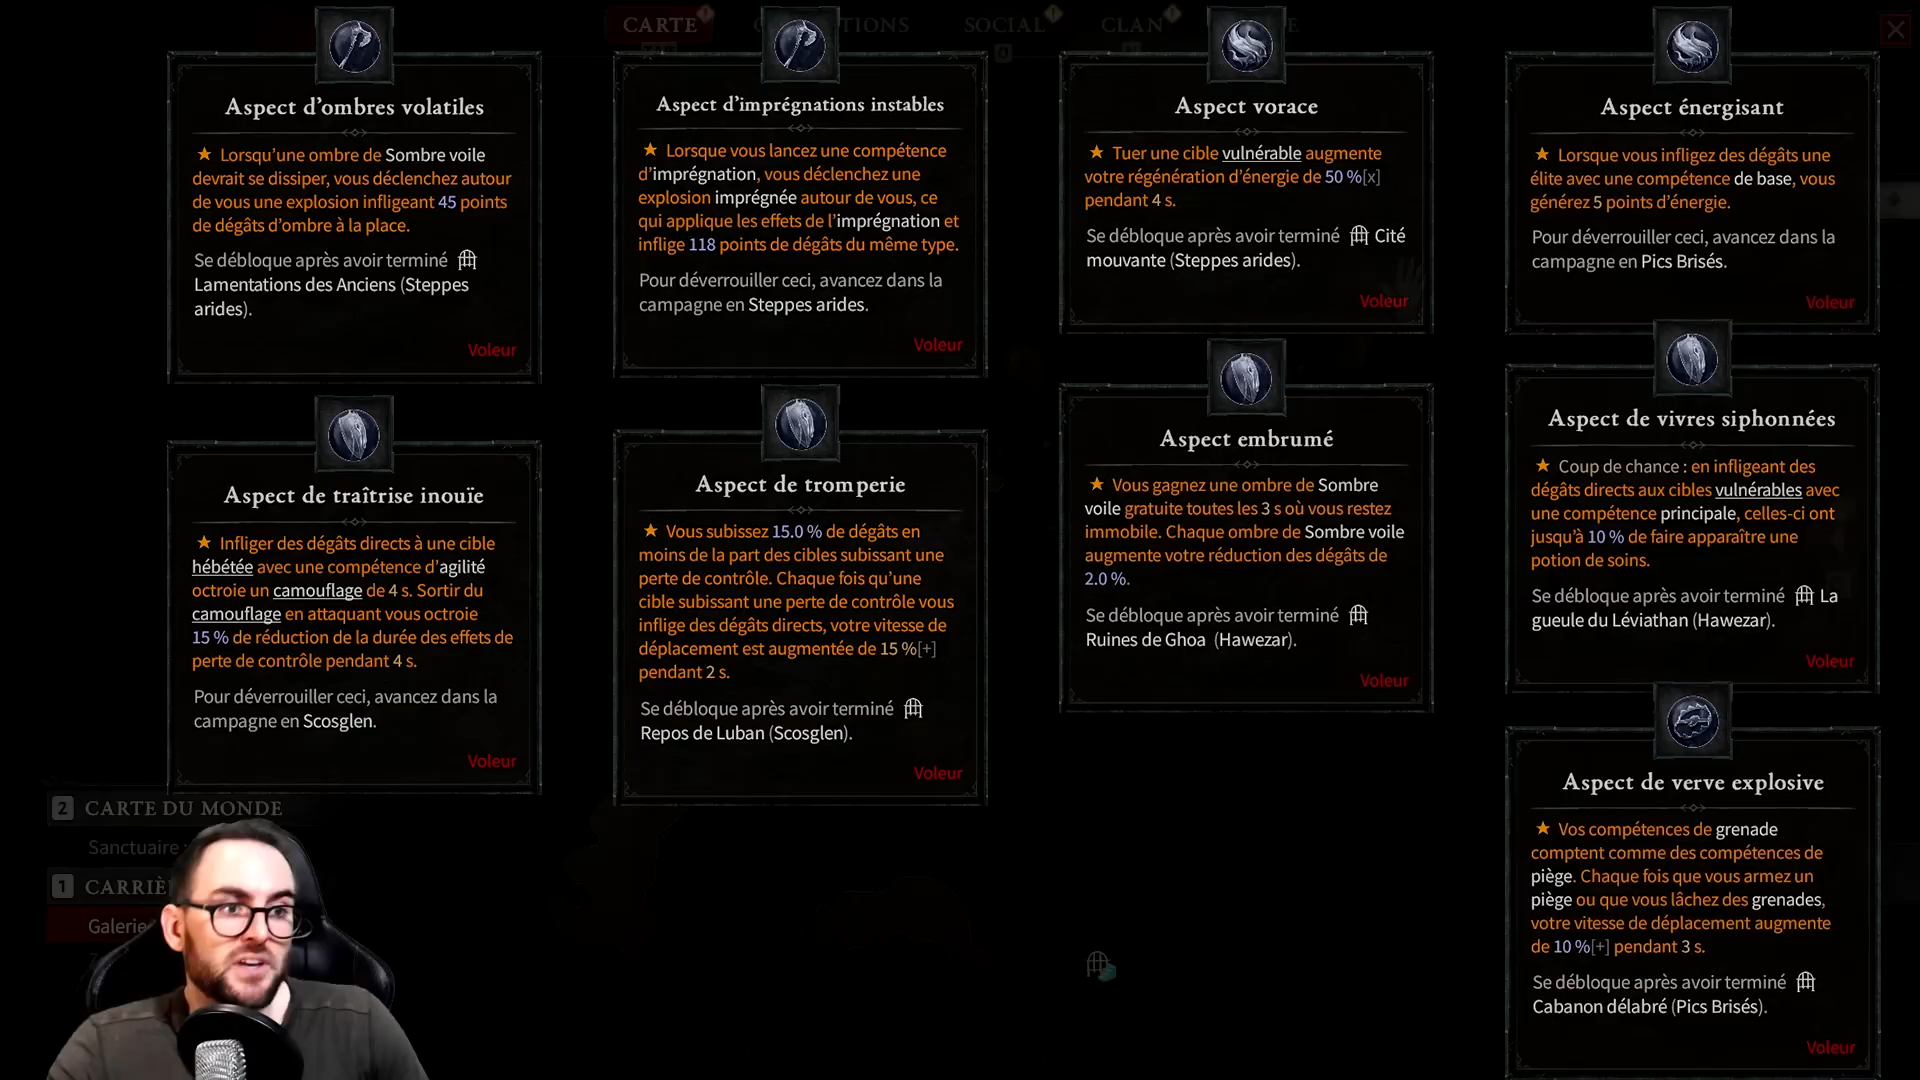 CARTE
TIONS
SOCIAL
CLAN
Aspect d'ombres volatiles
★ Lorsqu'une ombre de Sombre voile
devrait se dissiper, vous déclenchez autour
de vous une explosion infligeant 45 points
de dégâts d'ombre à la place.
Se débloque après avoir terminé
Lamentations des Anciens (Steppes
arides).
Voleur
Aspect d'imprégnations instables
★ Lorsque vous lancez une compétence
d'imprégnation, vous déclenchez une
explosion imprégnée autour de vous, ce
qui applique les effets de l'imprégnation et
inflige 118 points de dégâts du même type.
Pour déverrouiller ceci, avancez dans la
campagne en Steppes arides.
Voleur
Aspect vorace
★ Tuer une cible vulnérable augmente
votre régénération d'énergie de 50 %[x]
pendant 4 s.
Se débloque après avoir terminé Cité
mouvante (Steppes arides).
Voleur
Aspect énergisant
★ Lorsque vous infligez des dégâts une
élite avec une compétence de base, vous
générez 5 points d'énergie.
Pour déverrouiller ceci, avancez dans la
campagne en Pics Brisés.
Voleur
Aspect de traîtrise inouïe
★ Infliger des dégâts directs à une cible
hébétée avec une compétence d'agilité
octroie un camouflage de 4 s. Sortir du
camouflage en attaquant vous octroie
15 % de réduction de la durée des effets de
perte de contrôle pendant 4 s.
Pour déverrouiller ceci, avancez dans la
campagne en Scosglen.
Voleur
Aspect de tromperie
★ Vous subissez 15.0 % de dégâts en
moins de la part des cibles subissant une
perte de contrôle. Chaque fois qu'une
cible subissant une perte de contrôle vous
inflige des dégâts directs, votre vitesse de
déplacement est augmentée de 15 %[+]
pendant 2 s.
Se débloque après avoir terminé
Repos de Luban (Scosglen).
Voleur
Aspect embrumé
★ Vous gagnez une ombre de Sombre
voile gratuite toutes les 3 s où vous restez
immobile. Chaque ombre de Sombre voile
augmente votre réduction des dégâts de
2.0 %.
Se débloque après avoir terminé
Ruines de Ghoa (Hawezar).
Voleur
Aspect de vivres siphonnées
★ Coup de chance : en infligeant des
dégâts directs aux cibles vulnérables avec
une compétence principale, celles-ci ont
jusqu'à 10 % de faire apparaître une
potion de soins.
Se débloque après avoir terminé La
gueule du Léviathan (Hawezar).
Voleur
Aspect de verve explosive
★ Vos compétences de grenade
comptent comme des compétences de
piège. Chaque fois que vous armez un
piège ou que vous lâchez des grenades,
votre vitesse de déplacement augmente
de 10 %[+] pendant 3 s.
Se débloque après avoir terminé
Cabanon délabré (Pics Brisés).
Voleur
2 CARTE DU MONDE
Sanctuaire :
1 CARRIÈ
Galerie